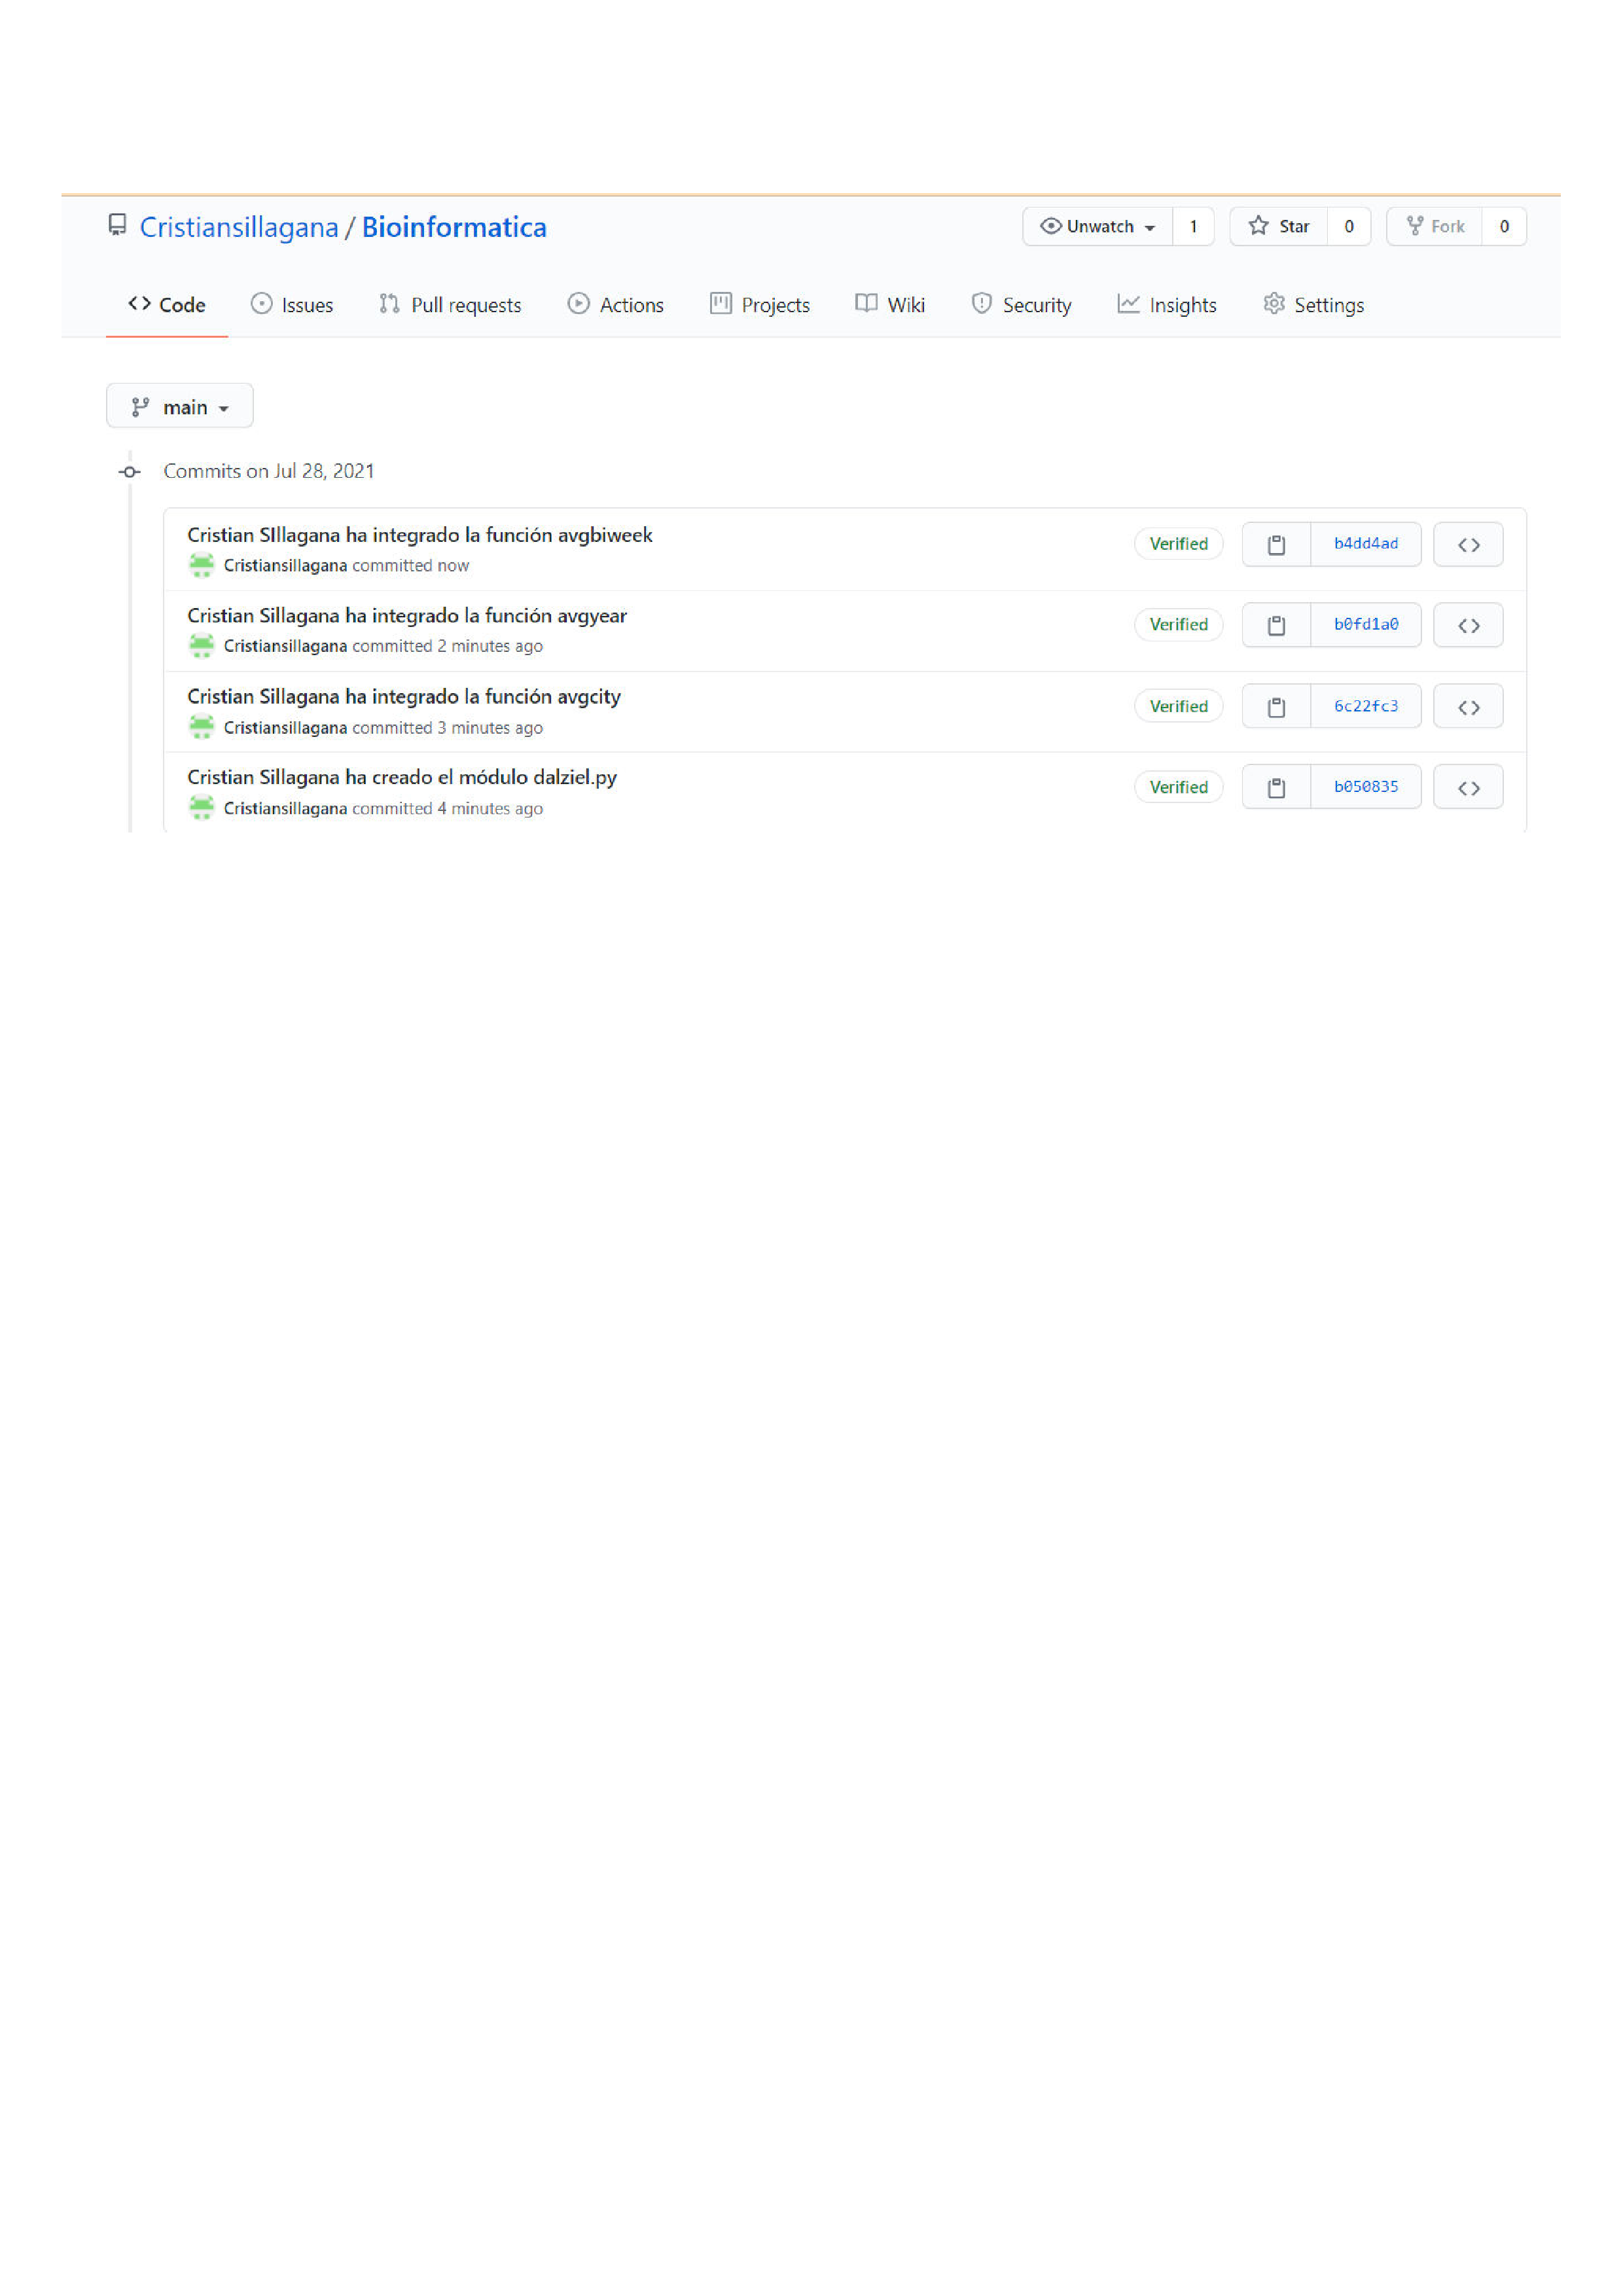 Cristiansillagana / Bioinformatica Unwatch 1 Star 0 Fork 0
Code Issues Pull requests Actions Projects Wiki Security Insights Settings
main
Commits on Jul 28, 2021
Cristian SIllagana ha integrado la función avgbiweek
Verified b4dd4ad
Cristiansillagana committed now
Cristian Sillagana ha integrado la función avgyear
Verified b0fd1a0
Cristiansillagana committed 2 minutes ago
Cristian Sillagana ha integrado la función avgcity
Verified 6c22fc3
Cristiansillagana committed 3 minutes ago
Cristian Sillagana ha creado el módulo dalziel.py
Verified b050835
Cristiansillagana committed 4 minutes ago